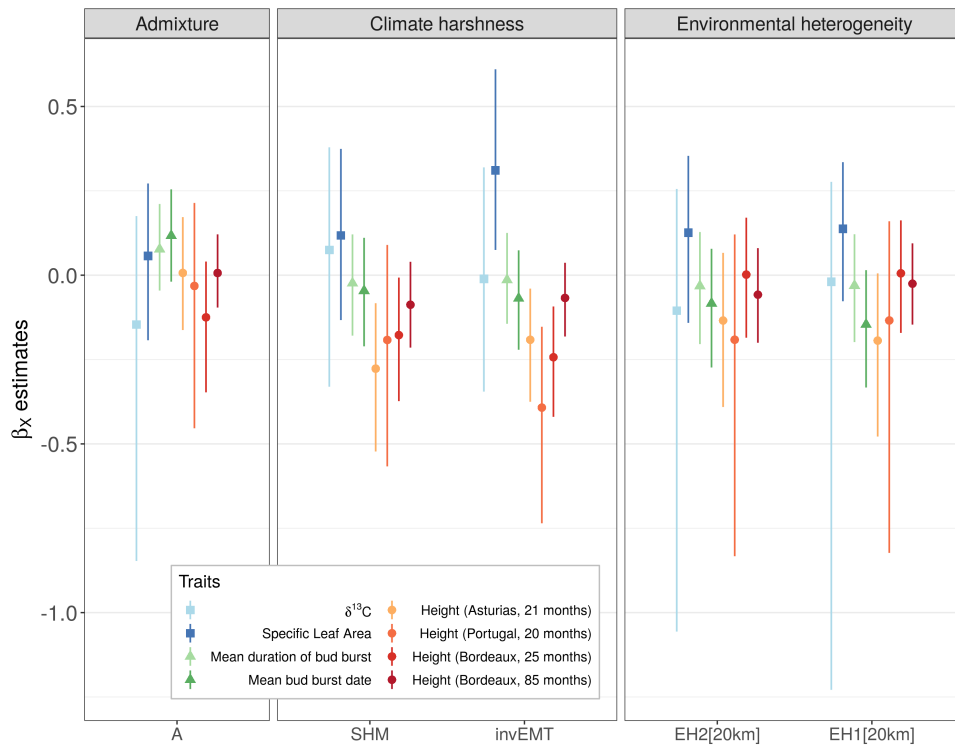 Admixture
Climate harshness
Environmental heterogeneity
βX estimates
0.5
0.0
-0.5
-1.0
Traits
δ¹³C
Specific Leaf Area
Mean duration of bud burst
Mean bud burst date
Height (Asturias, 21 months)
Height (Portugal, 20 months)
Height (Bordeaux, 25 months)
Height (Bordeaux, 85 months)
A
SHM
invEMT
EH2[20km]
EH1[20km]